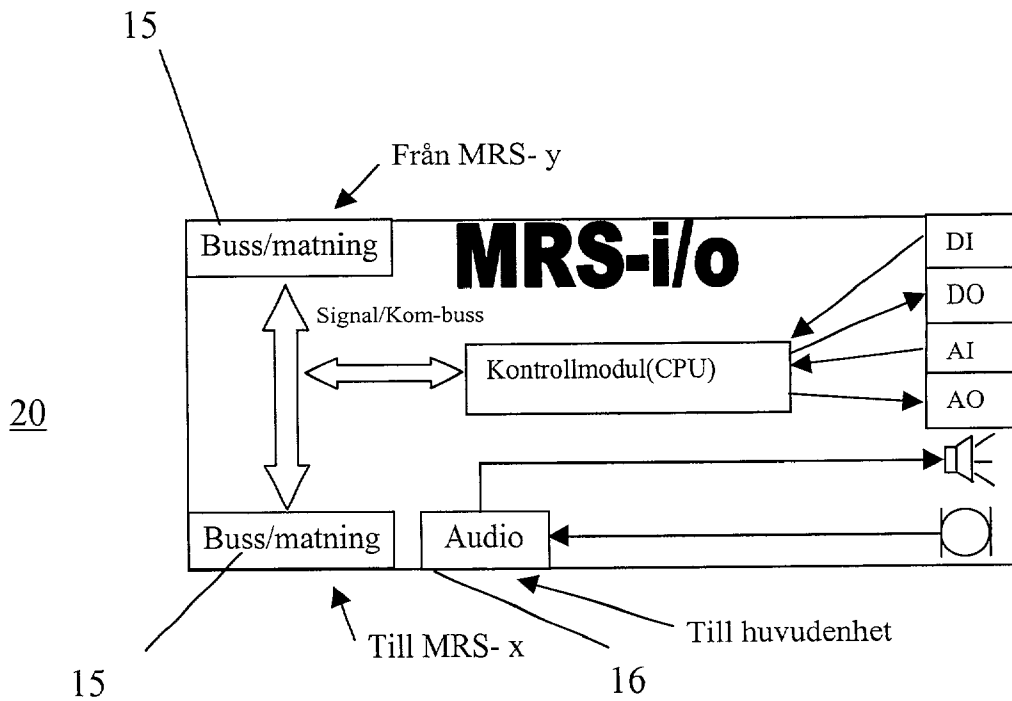 15
Från MRS- y
Buss/matning
MRS-i/o
DI
DO
Signal/Kom-buss
Kontrollmodul(CPU)
AI
AO
20
Buss/matning
Audio
Till MRS- x
Till huvudenhet
15
16